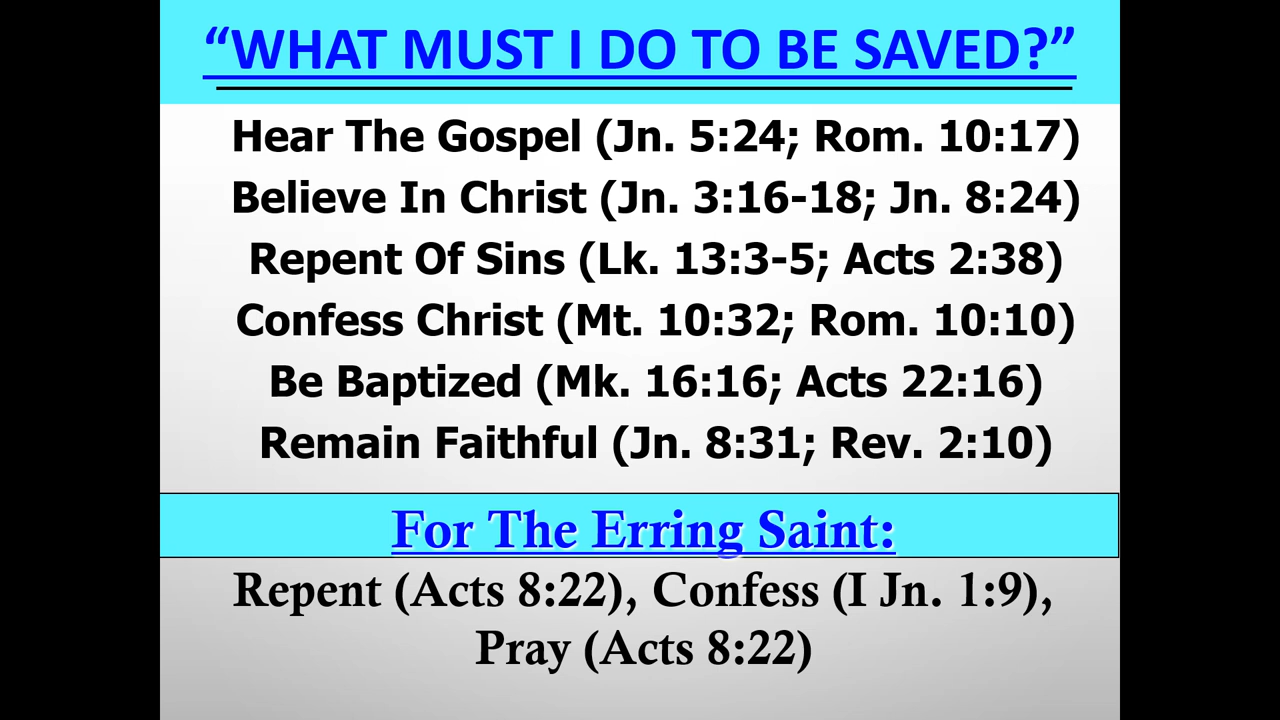 “WHAT MUST I DO TO BE SAVED?”
Hear The Gospel (Jn. 5:24; Rom. 10:17)
Believe In Christ (Jn. 3:16-18; Jn. 8:24)
Repent Of Sins (Lk. 13:3-5; Acts 2:38)
Confess Christ (Mt. 10:32; Rom. 10:10)
Be Baptized (Mk. 16:16; Acts 22:16)
Remain Faithful (Jn. 8:31; Rev. 2:10)
For The Erring Saint:
Repent (Acts 8:22), Confess (I Jn. 1:9),
Pray (Acts 8:22)